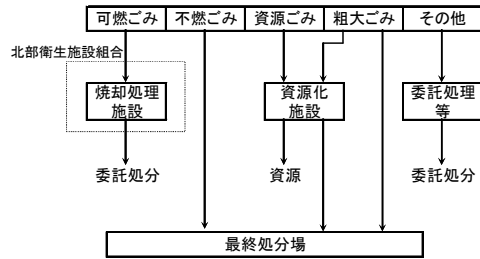 可燃ごみ 不燃ごみ 資源ごみ 粗大ごみ その他
北部衛生施設組合
焼却処理
施設
資源化
施設
委託処理
等
委託処分 資源 委託処分
最終処分場